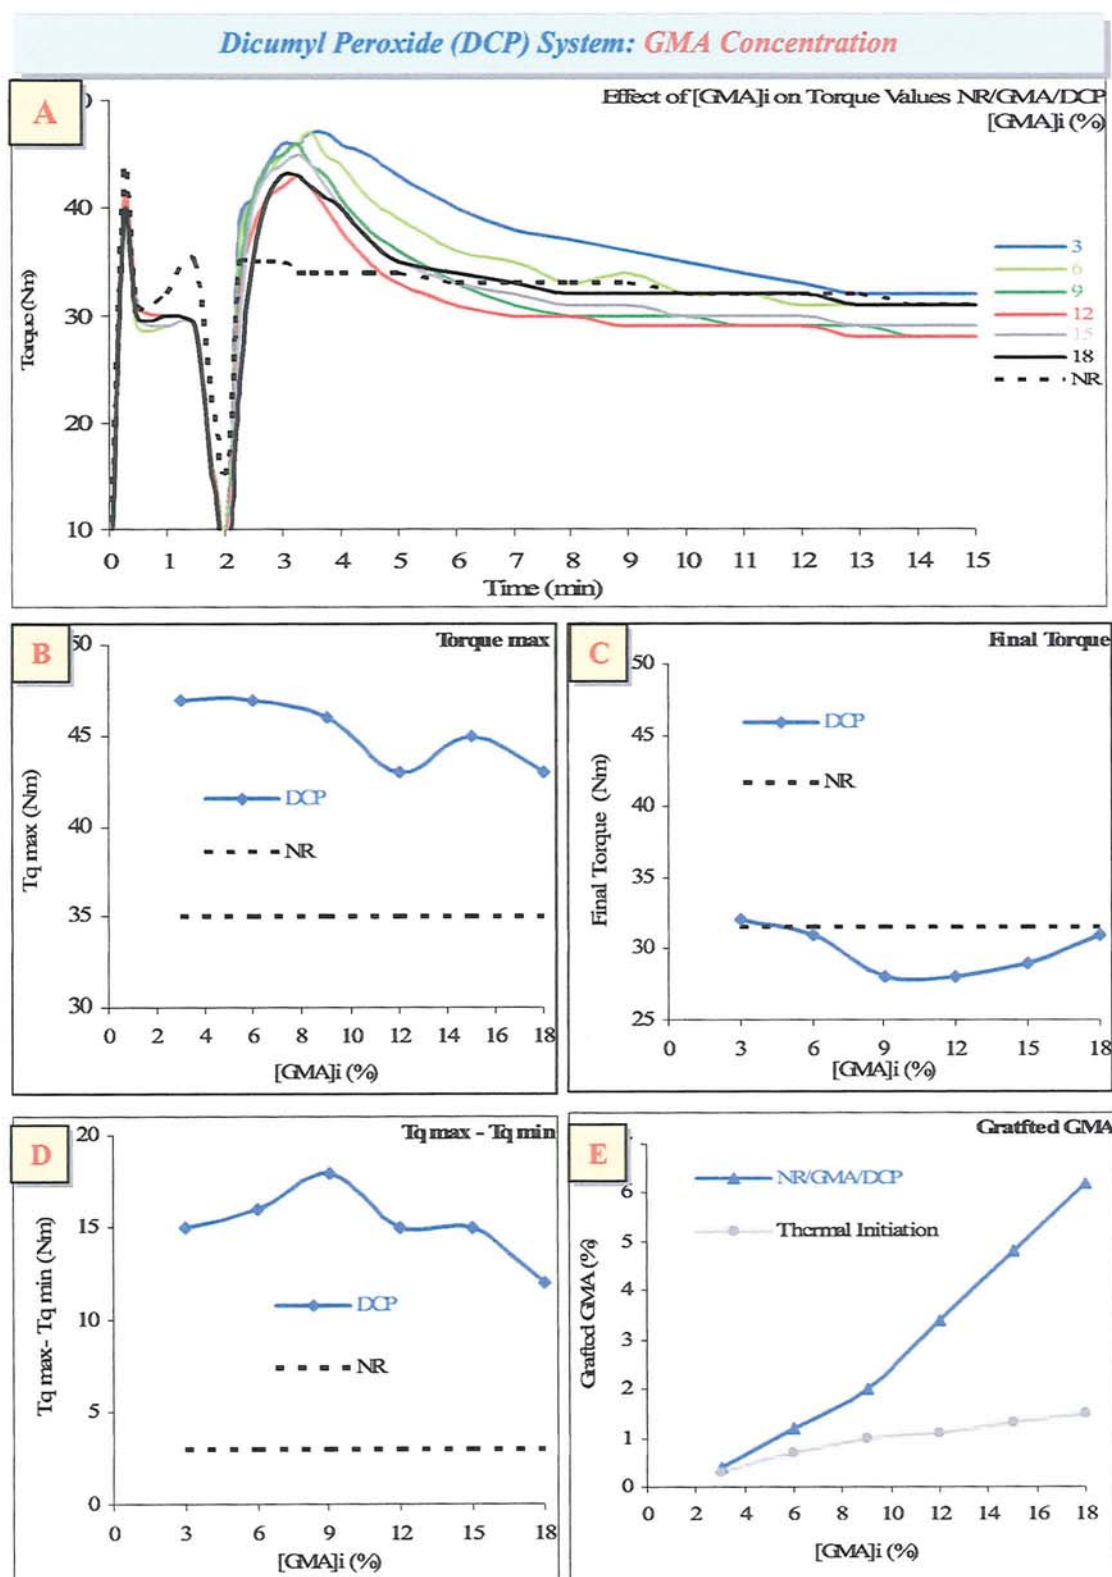 Dicumyl Peroxide (DCP) System: GMA Concentration
A
Effect of [GMA]i on Torque Values NR/GMA/DCP
[GMA]i (%)
40
30
20
10
Torque (Nm)
3
6
9
12
15
18
NR
0 1 2 3 4 5 6 7 8 9 10 11 12 13 14 15
Time (min)
B
Torque max
50
45
40
35
30
Tq max (Nm)
DCP
NR
0 2 4 6 8 10 12 14 16 18
[GMA]i (%)
C
Final Torque
50
45
40
35
30
25
Final Torque (Nm)
DCP
NR
0 3 6 9 12 15 18
[GMA]i (%)
D
Tq max - Tq min
20
15
10
5
0
Tq max- Tq min (Nm)
DCP
NR
0 3 6 9 12 15 18
[GMA]i (%)
E
Gratfted GMA
6
5
4
3
2
1
0
Grafted GMA (%)
NR/GMA/DCP
Thermal Initiation
0 2 4 6 8 10 12 14 16 18
[GMA]i (%)